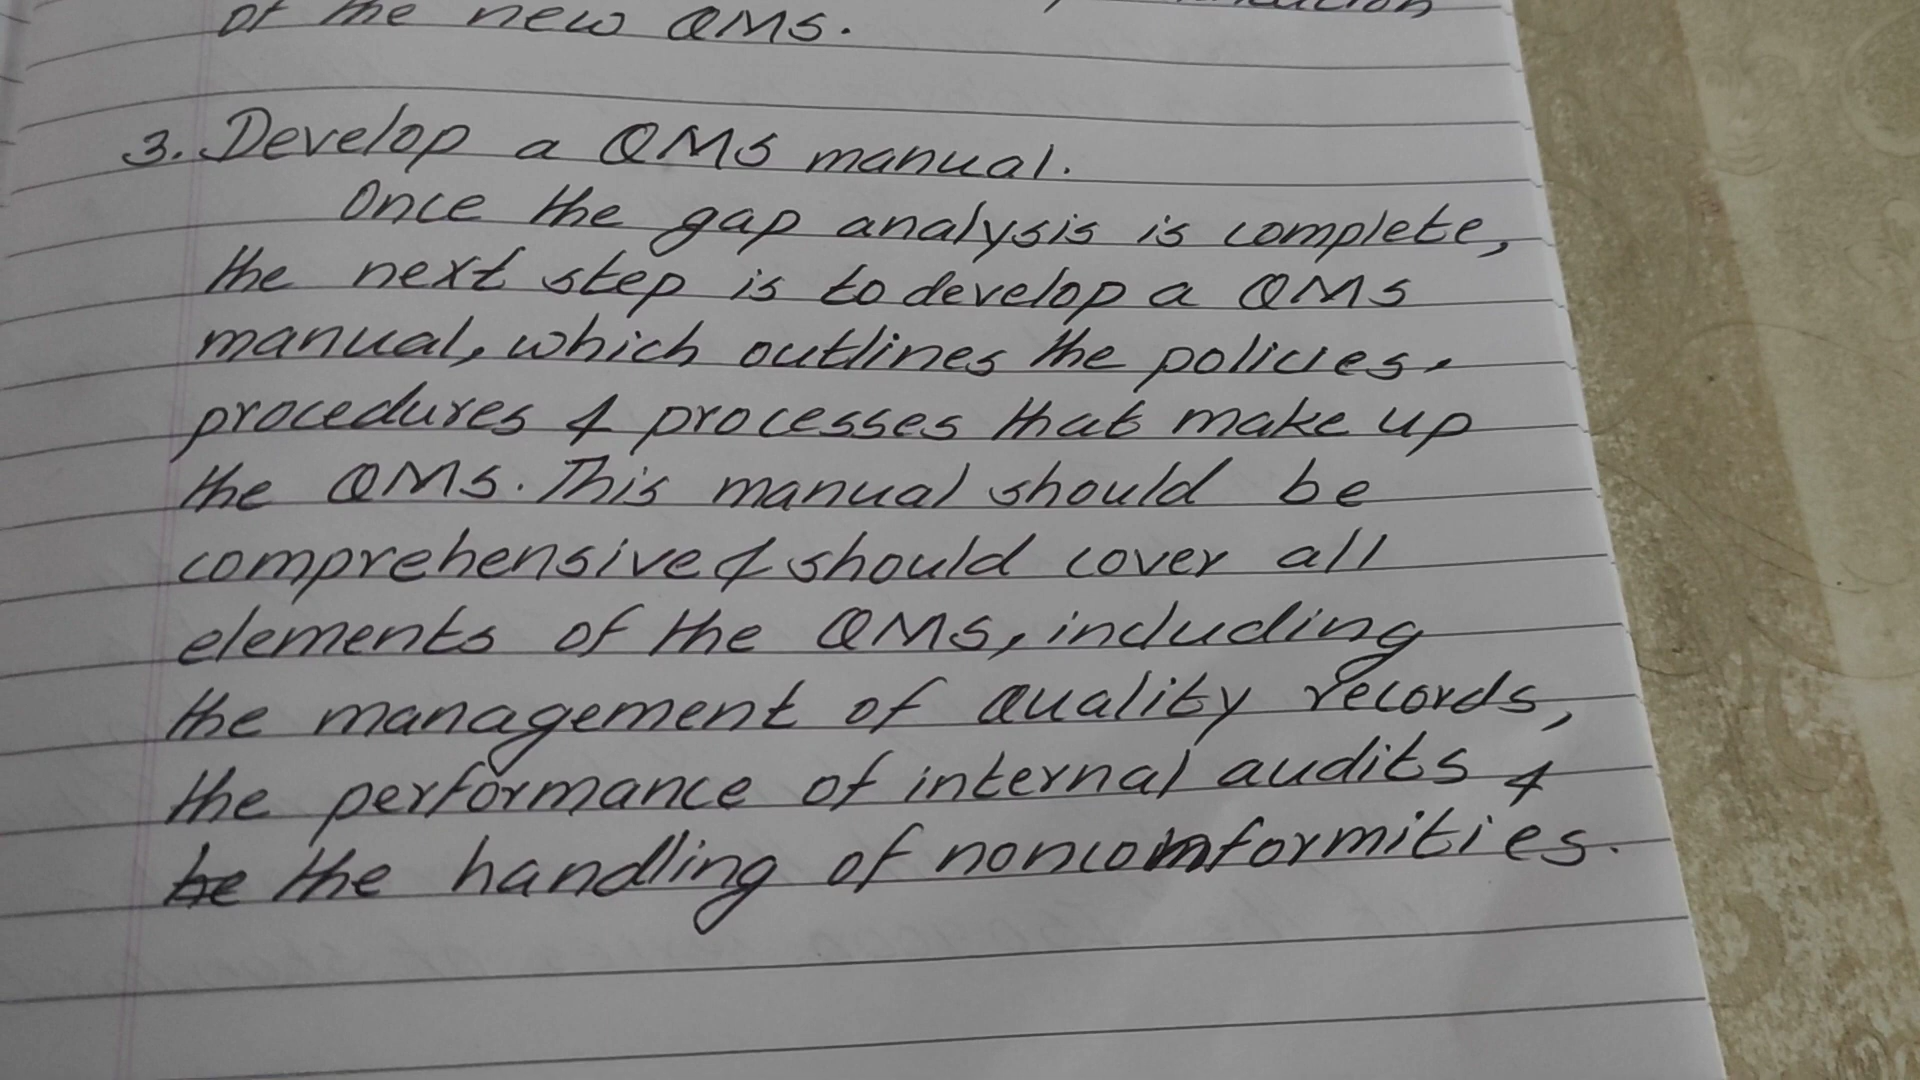 of the new QMS.
3. Develop a QMS manual.
Once the gap analysis is complete,
the next step is to develop a QMS
manual, which outlines the policies,
procedures & processes that make up
the QMS. This manual should be
comprehensive & should cover all
elements of the QMS, including
the management of quality records,
the performance of internal audits &
the handling of nonconformities.